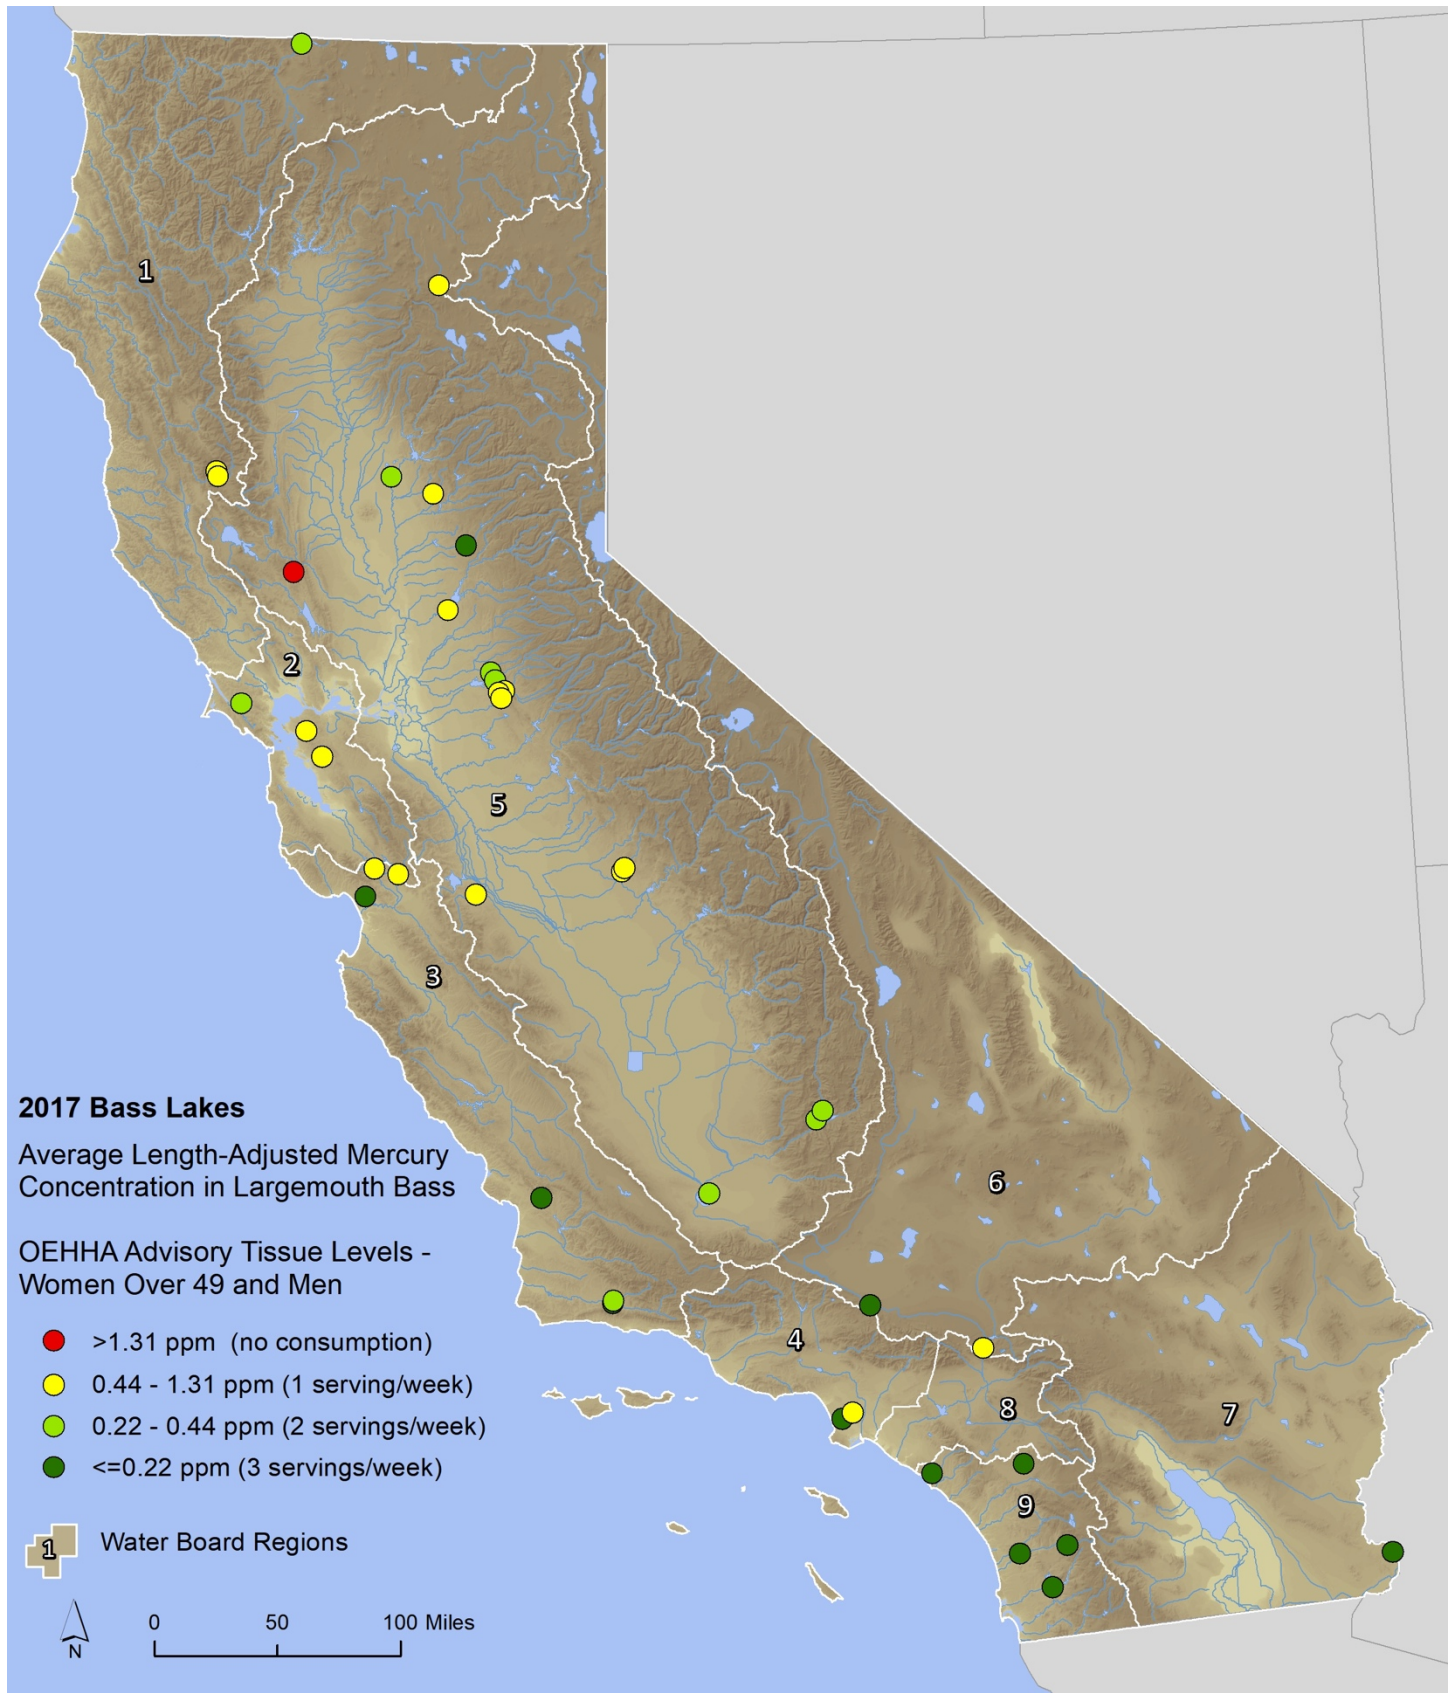 1
2
5
3
2017 Bass Lakes
Average Length-Adjusted Mercury
Concentration in Largemouth Bass
6
OEHHA Advisory Tissue Levels -
Women Over 49 and Men
>1.31 ppm (no consumption)
4
0.44 - 1.31 ppm (1 serving/week)
8
7
0.22 - 0.44 ppm (2 servings/week)
<=0.22 ppm (3 servings/week)
9
1 Water Board Regions
N
0 50 100 Miles